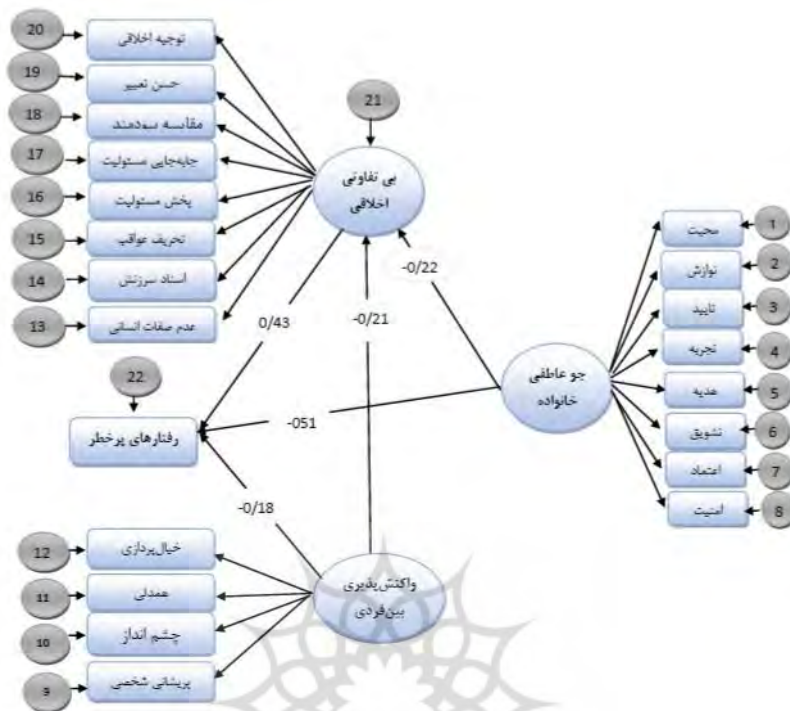 20
توجیه اخلاقی
19
حسن تعبیر
18
مقایسه سودمند
17
جابه‌جایی مسئولیت
16
پخش مسئولیت
15
تحریف عواقب
14
اسناد سرزنش
13
عدم صفات انسانی
21
بی تفاوتی
اخلاقی
-0/22
-0/21
0/43
22
رفتارهای پرخطر
-051
-0/18
جو عاطفی
خانواده
محبت
1
نوازش
2
تایید
3
تجربه
4
هدیه
5
تشویق
6
اعتماد
7
امنیت
8
12
خیال‌پردازی
11
همدلی
10
چشم انداز
9
پریشانی شخصی
واکنش‌پذیری
بین‌فردی